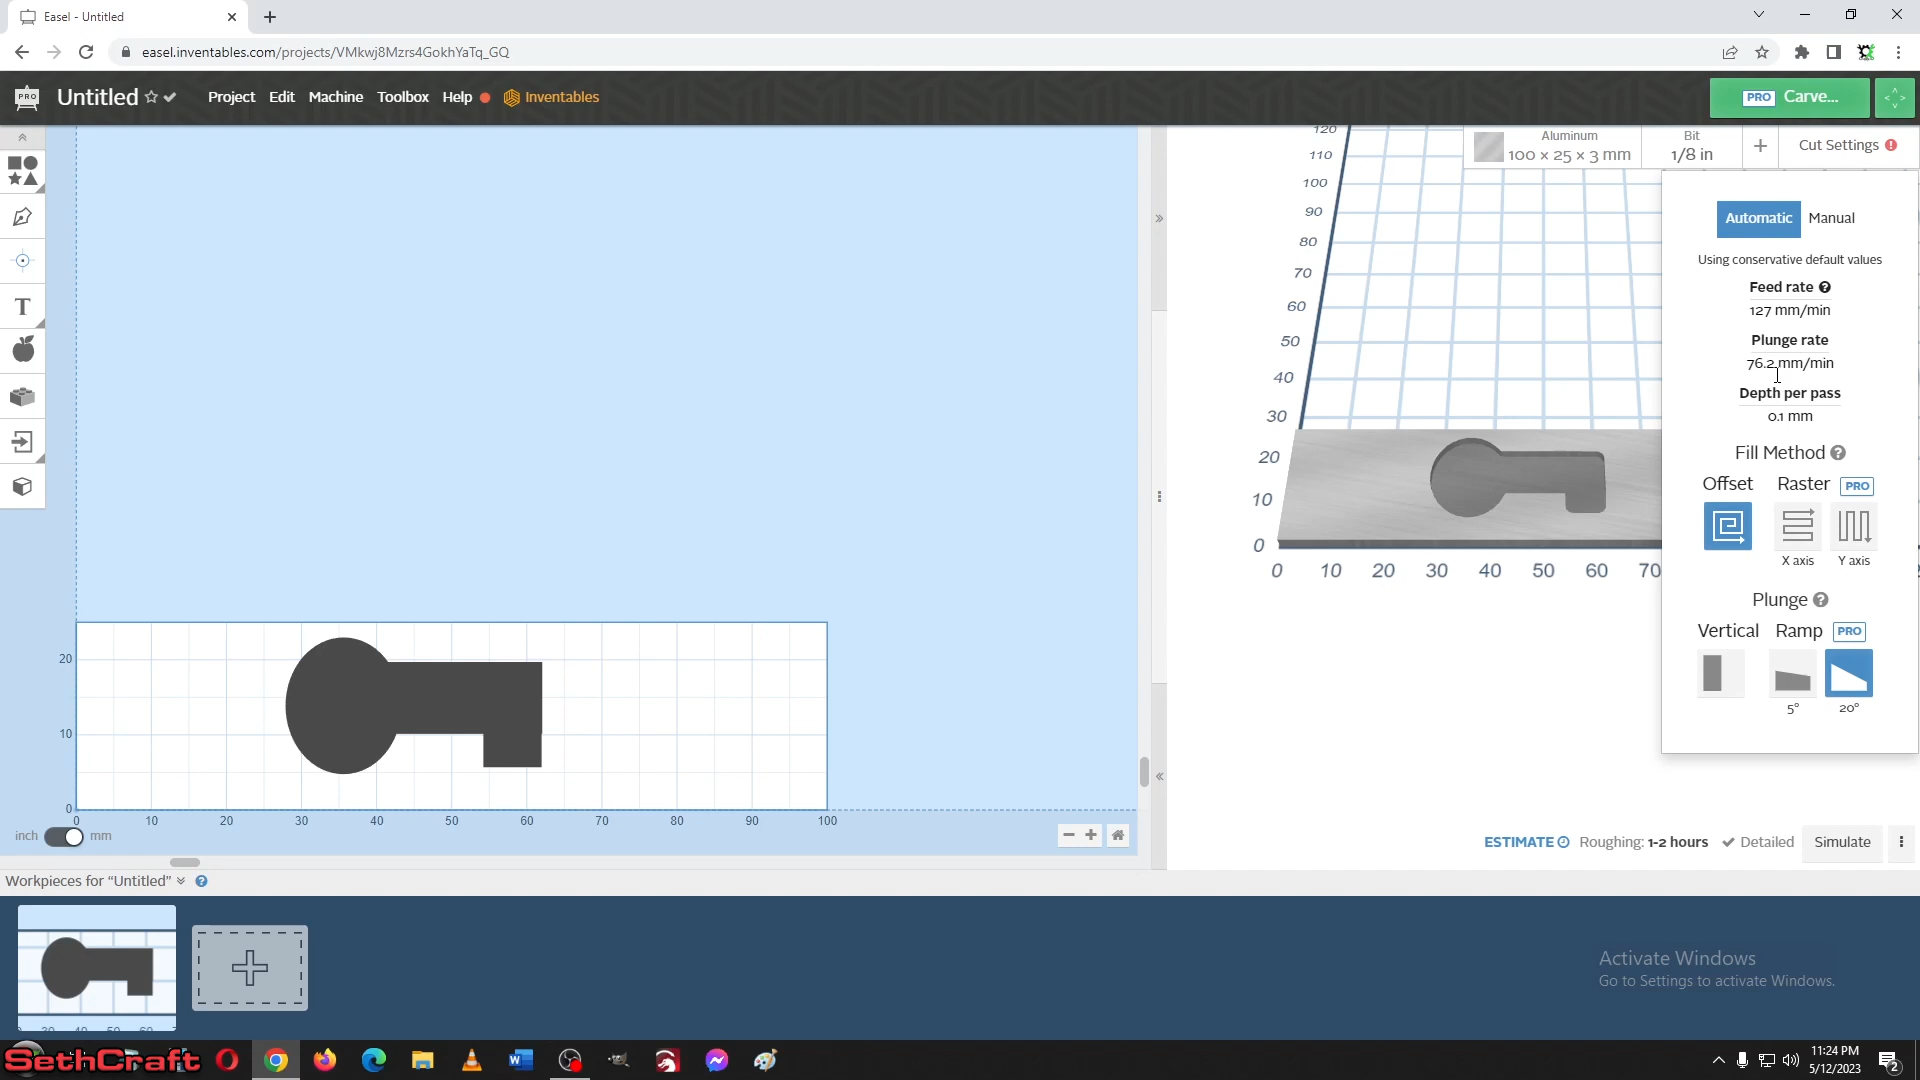 Easel - Untitled
easel.inventables.com/projects/VMkwj8Mzrs4GokhYaTq_GQ
PRO
Untitled
Project Edit Machine Toolbox Help Inventables
PRO Carve...
Aluminum
100 × 25 × 3 mm
Bit
1/8 in
Cut Settings
Automatic Manual
Using conservative default values
Feed rate
127 mm/min
Plunge rate
76.2 mm/min
Depth per pass
0.1 mm
Fill Method
Offset Raster PRO
X axis Y axis
Plunge
Vertical Ramp PRO
5° 20°
T
120
110
100
90
80
70
60
50
40
30
20
10
0
0 10 20 30 40 50 60 70
20
10
0
0 10 20 30 40 50 60 70 80 90 100
inch mm
ESTIMATE Roughing: 1-2 hours Detailed Simulate
Workpieces for "Untitled"
30 40 50 60
Activate Windows
Go to Settings to activate Windows.
SethCraft
11:24 PM
5/12/2023
2